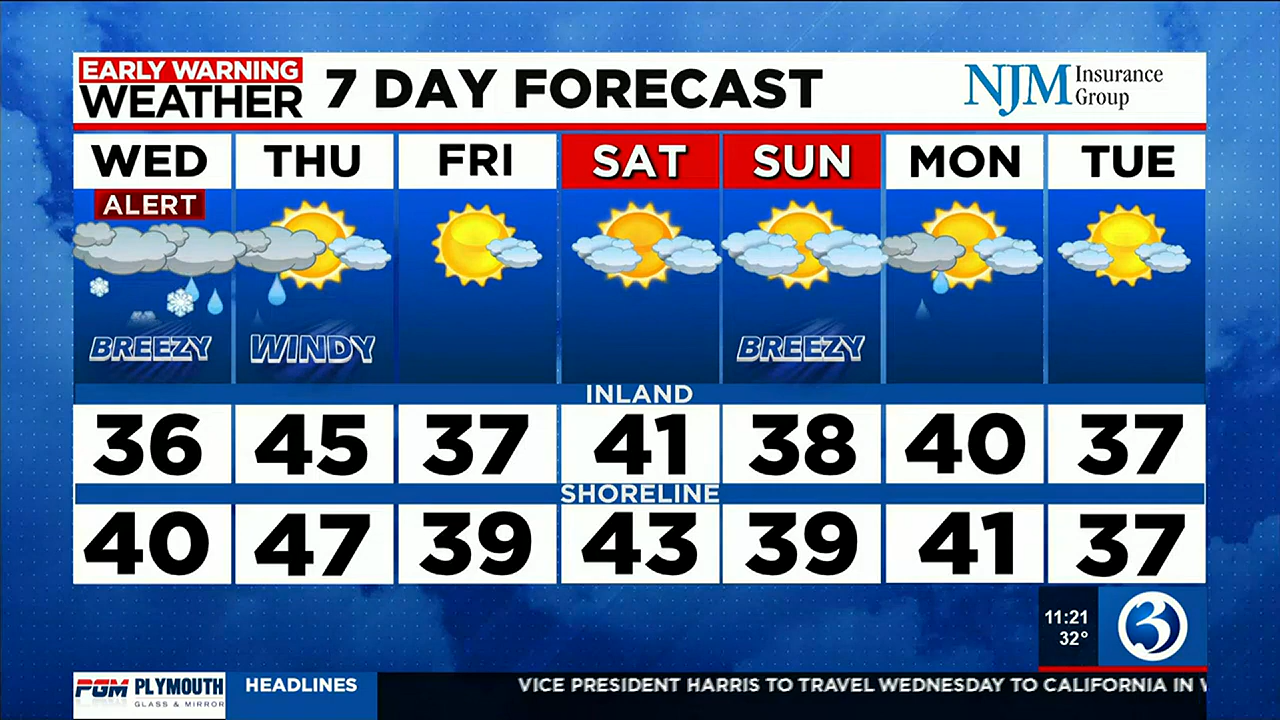 EARLY WARNING
WEATHER
7 DAY FORECAST
NJM Insurance
Group
WED THU FRI SAT SUN MON TUE
ALERT
BREEZY WINDY BREEZY
INLAND
36 45 37 41 38 40 37
SHORELINE
40 47 39 43 39 41 37
11:21
32°
3
PGM PLYMOUTH
GLASS & MIRROR
HEADLINES
VICE PRESIDENT HARRIS TO TRAVEL WEDNESDAY TO CALIFORNIA IN